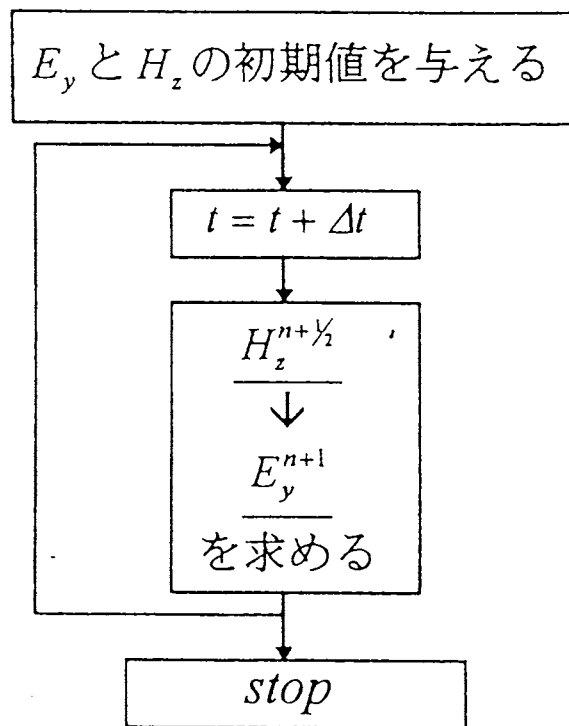 E_y と H_z の初期値を与える
t = t + Δt
H_z^{n+1/2}
↓
E_y^{n+1}
を求める
stop